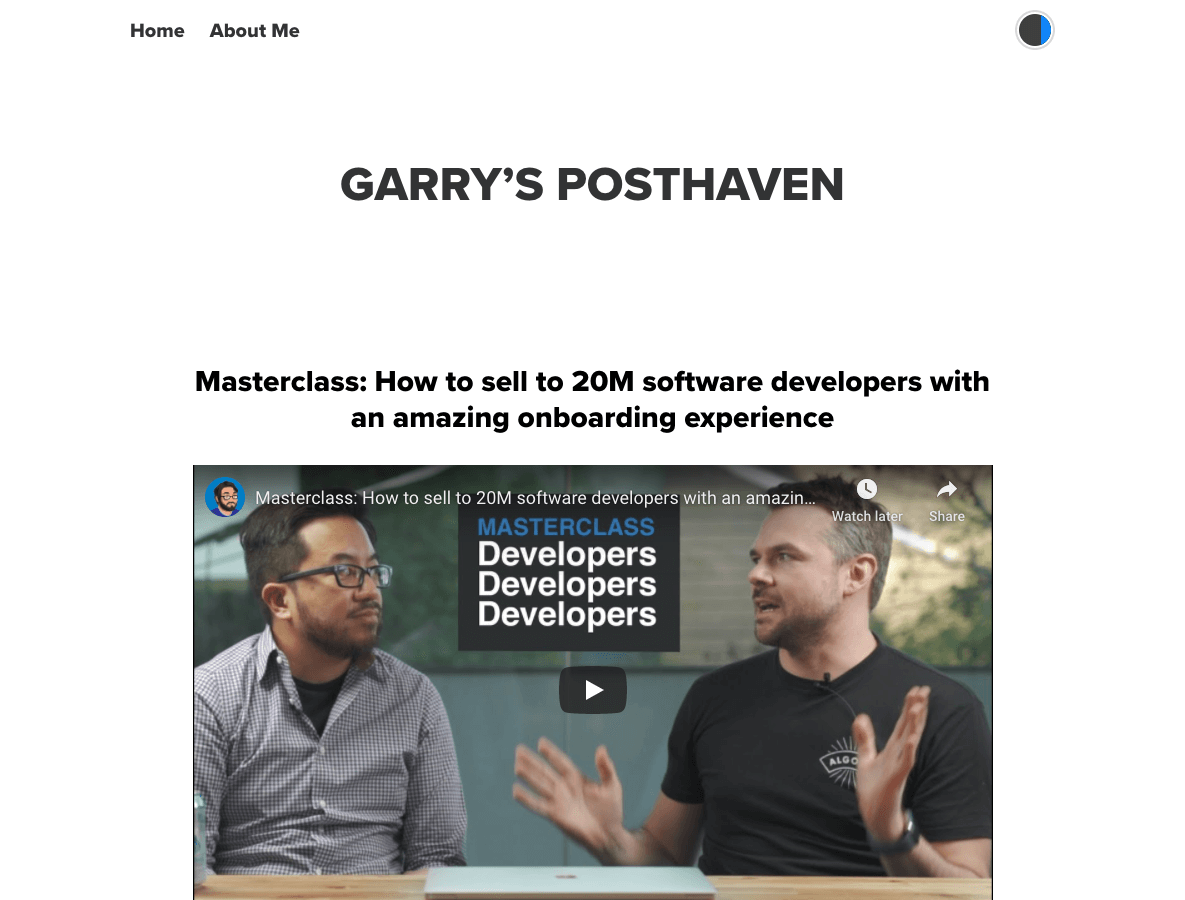 Home About Me
GARRY’S POSTHAVEN
Masterclass: How to sell to 20M software developers with
an amazing onboarding experience
Masterclass: How to sell to 20M software developers with an amazin...
Watch later Share
MASTERCLASS
Developers
Developers
Developers